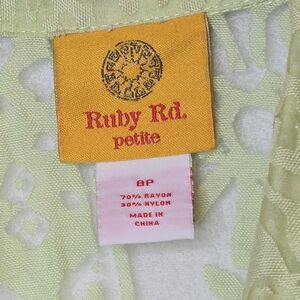 Ruby Rd.
petite
8P
70% RAYON
30% NYLON
MADE IN
CHINA